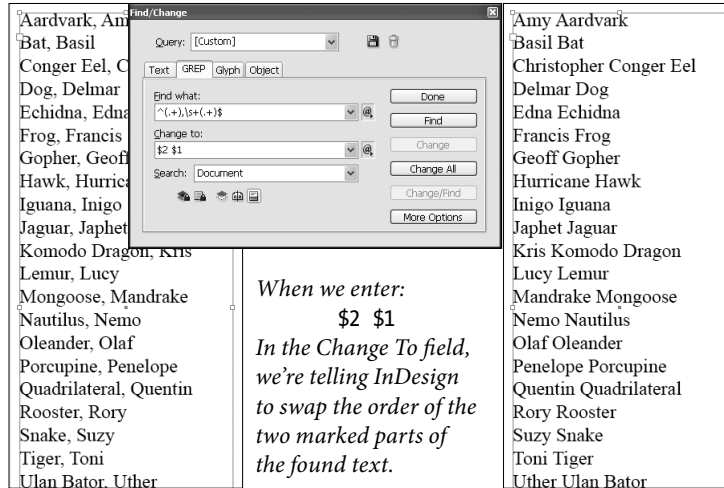 Aardvark, Am
Bat, Basil
Conger Eel, C
Dog, Delmar
Echidna, Edna
Frog, Francis
Gopher, Geoff
Hawk, Hurrica
Iguana, Inigo
Jaguar, Japhet
Komodo Dragon, Kris
Lemur, Lucy
Mongoose, Mandrake
Nautilus, Nemo
Oleander, Olaf
Porcupine, Penelope
Quadrilateral, Quentin
Rooster, Rory
Snake, Suzy
Tiger, Toni
Ulan Bator, Uther
Find/Change
Query: [Custom]
Text GREP Glyph Object
Find what:
^(.+),\s+(.+)$
Change to:
$2 $1
Search: Document
Done
Find
Change
Change All
Change/Find
More Options
When we enter:
$2 $1
In the Change To field,
we're telling InDesign
to swap the order of the
two marked parts of
the found text.
Amy Aardvark
Basil Bat
Christopher Conger Eel
Delmar Dog
Edna Echidna
Francis Frog
Geoff Gopher
Hurricane Hawk
Inigo Iguana
Japhet Jaguar
Kris Komodo Dragon
Lucy Lemur
Mandrake Mongoose
Nemo Nautilus
Olaf Oleander
Penelope Porcupine
Quentin Quadrilateral
Rory Rooster
Suzy Snake
Toni Tiger
Uther Ulan Bator